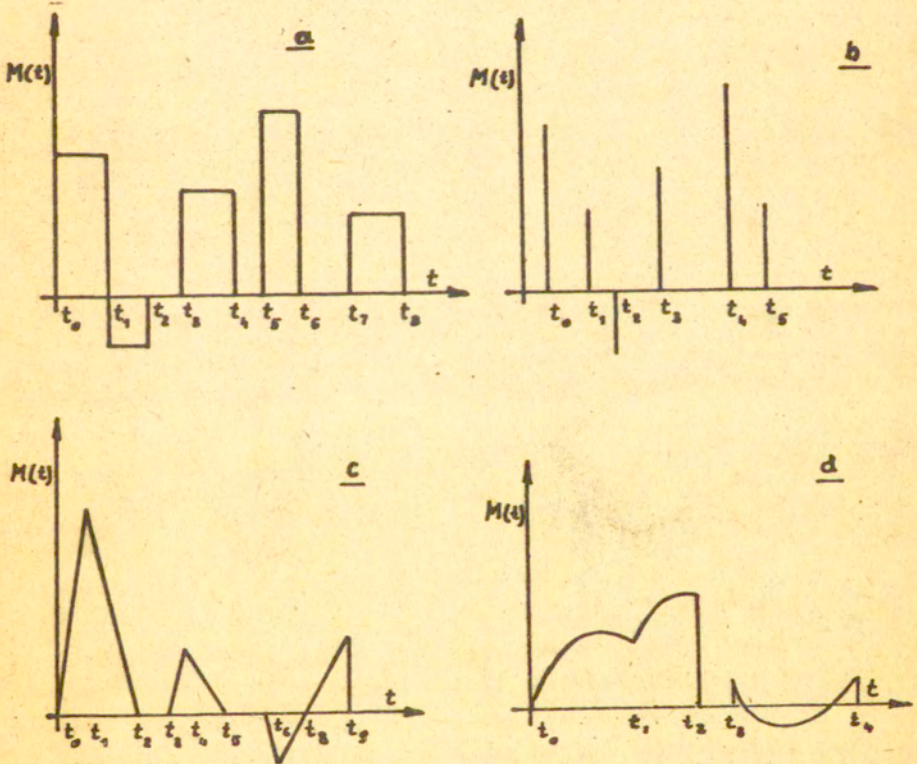 a
M(t)
t
t₀ t₁ t₂ t₃ t₄ t₅ t₆ t₇ t₈
b
M(t)
t
t₀ t₁ t₂ t₃ t₄ t₅
c
M(t)
t
t₀ t₁ t₂ t₃ t₄ t₅ t₆ t₈ t₉
d
M(t)
t
t₀ t₁ t₂ t₃ t₄